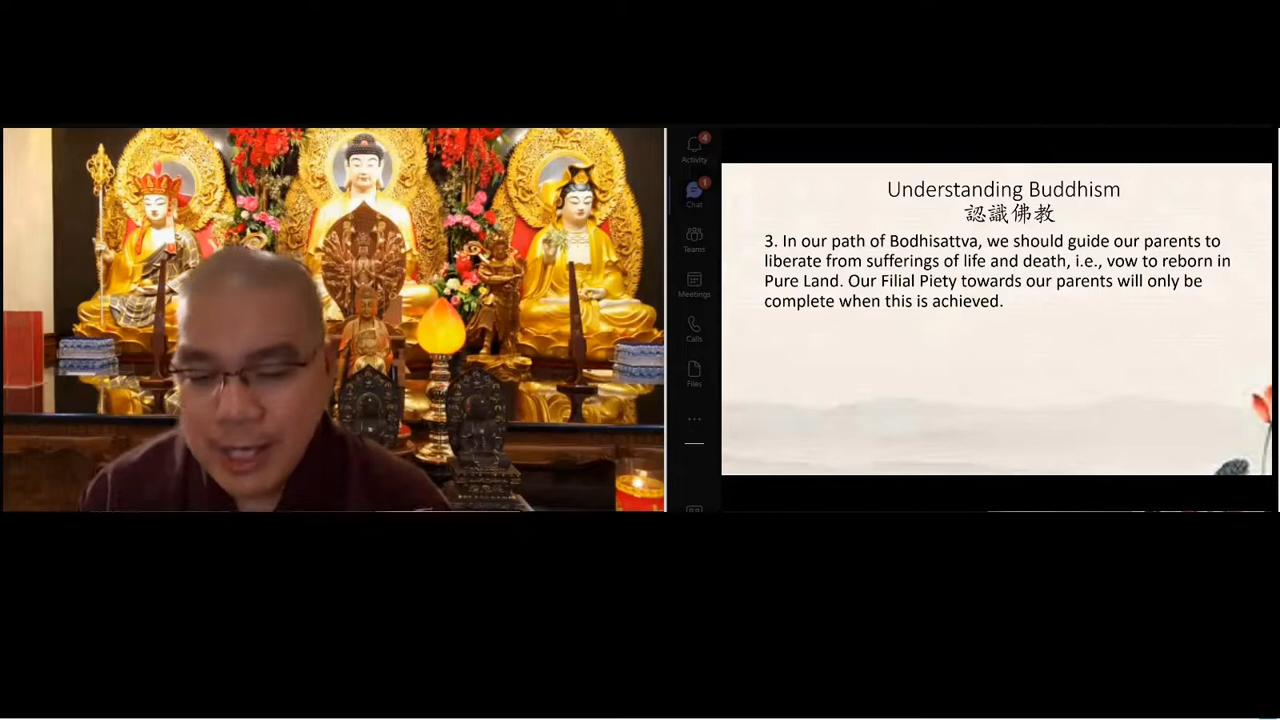 4
Activity
1
Chat
Teams
Meetings
Calls
Files
Understanding Buddhism
認識佛教
3. In our path of Bodhisattva, we should guide our parents to
liberate from sufferings of life and death, i.e., vow to reborn in
Pure Land. Our Filial Piety towards our parents will only be
complete when this is achieved.